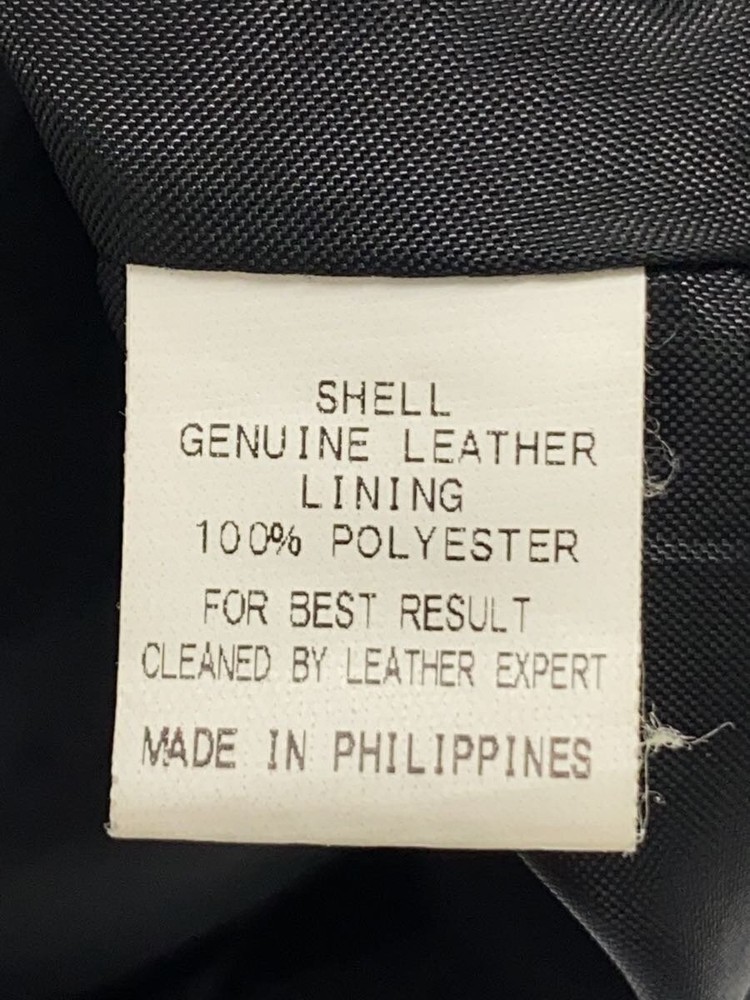 SHELL
GENUINE LEATHER
LINING
100% POLYESTER
FOR BEST RESULT
CLEANED BY LEATHER EXPERT
MADE IN PHILIPPINES